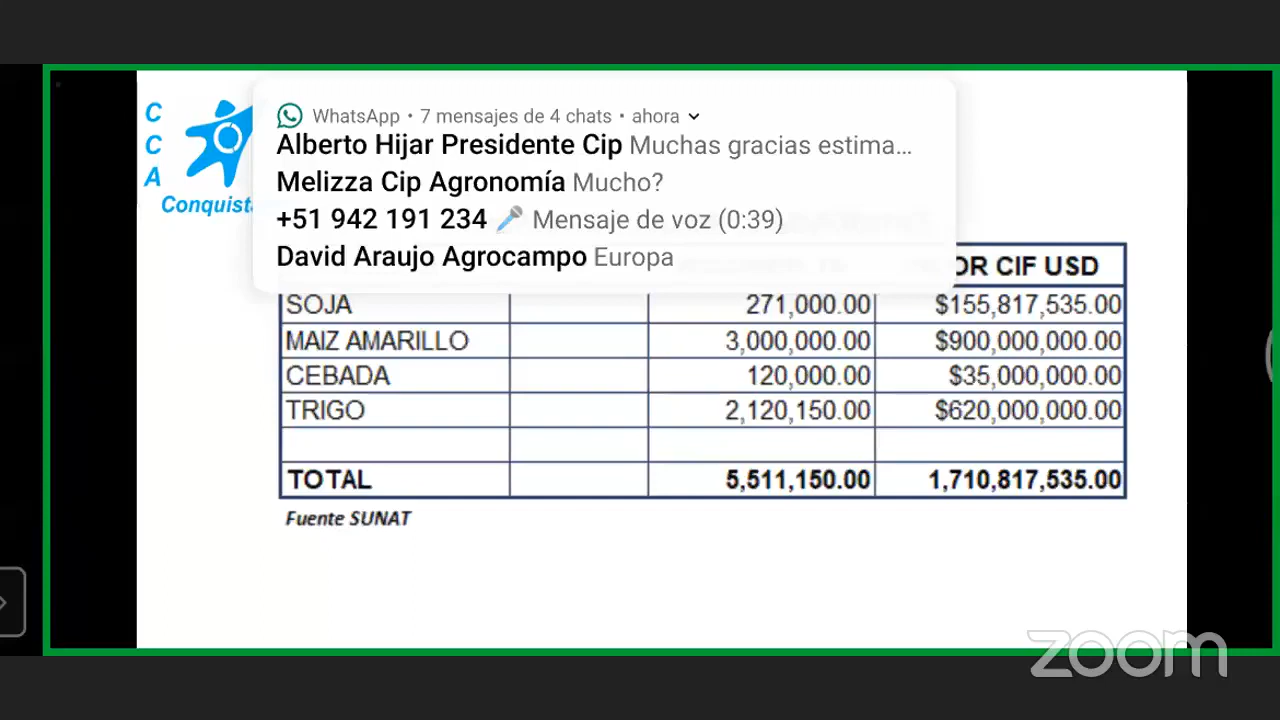 C
C
A
Conquist
WhatsApp • 7 mensajes de 4 chats • ahora
Alberto Hijar Presidente Cip Muchas gracias estima...
Melizza Cip Agronomía Mucho?
+51 942 191 234 Mensaje de voz (0:39)
David Araujo Agrocampo Europa
OR CIF USD
SOJA 271,000.00 $155,817,535.00
MAIZ AMARILLO 3,000,000.00 $900,000,000.00
CEBADA 120,000.00 $35,000,000.00
TRIGO 2,120,150.00 $620,000,000.00
TOTAL 5,511,150.00 1,710,817,535.00
Fuente SUNAT
zoom